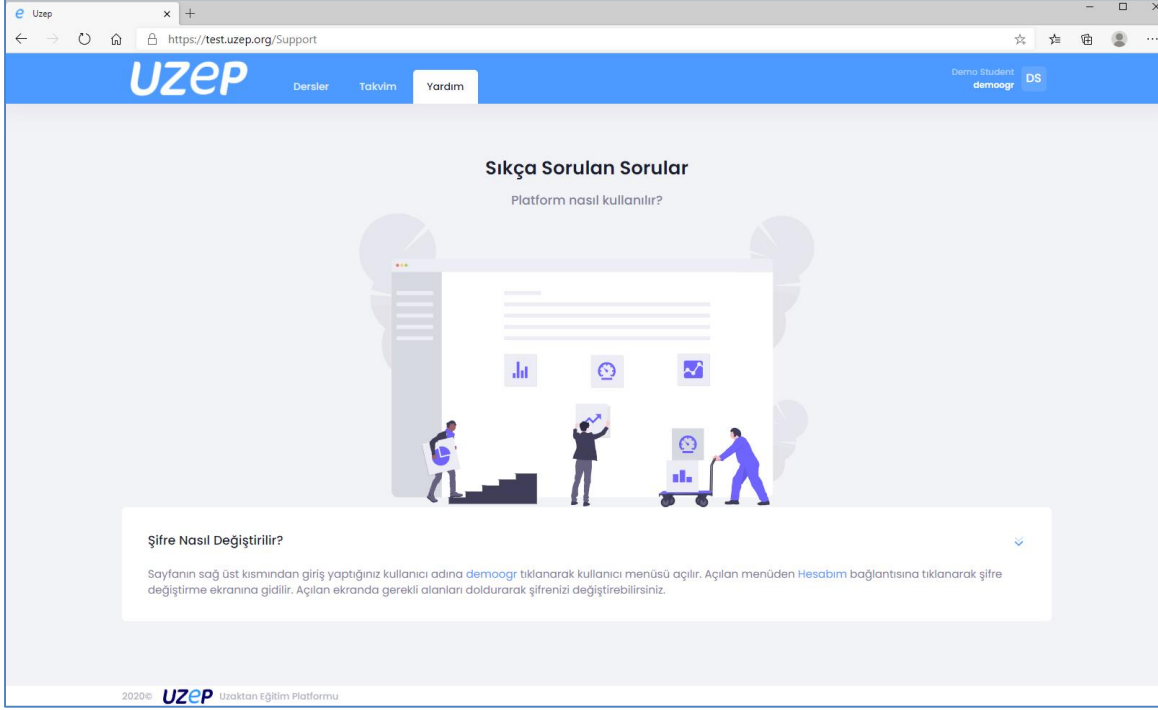 Uzep
https://test.uzep.org/Support
uzep
Dersler Takvim Yardım
Demo Student
demoogr
DS
Sıkça Sorulan Sorular
Platform nasıl kullanılır?
Şifre Nasıl Değiştirilir?
Sayfanın sağ üst kısmından giriş yaptığınız kullanıcı adına demoogr tıklanarak kullanıcı menüsü açılır. Açılan menüden Hesabım bağlantısına tıklanarak şifre
değiştirme ekranına gidilir. Açılan ekranda gerekli alanları doldurarak şifrenizi değiştirebilirsiniz.
2020© uzep Uzaktan Eğitim Platformu